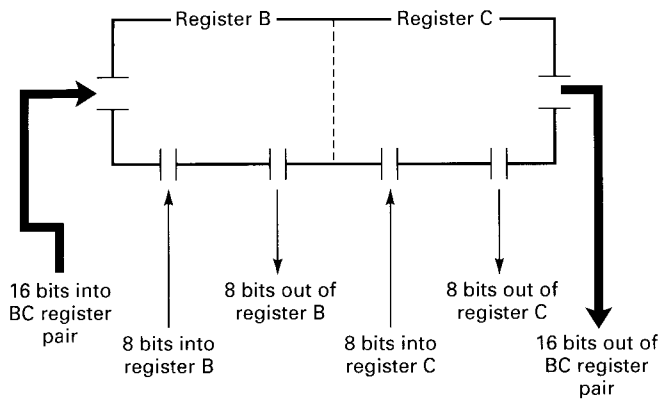 Register B
Register C
16 bits into
BC register
pair
8 bits into
register B
8 bits out of
register B
8 bits into
register C
8 bits out of
register C
16 bits out of
BC register
pair